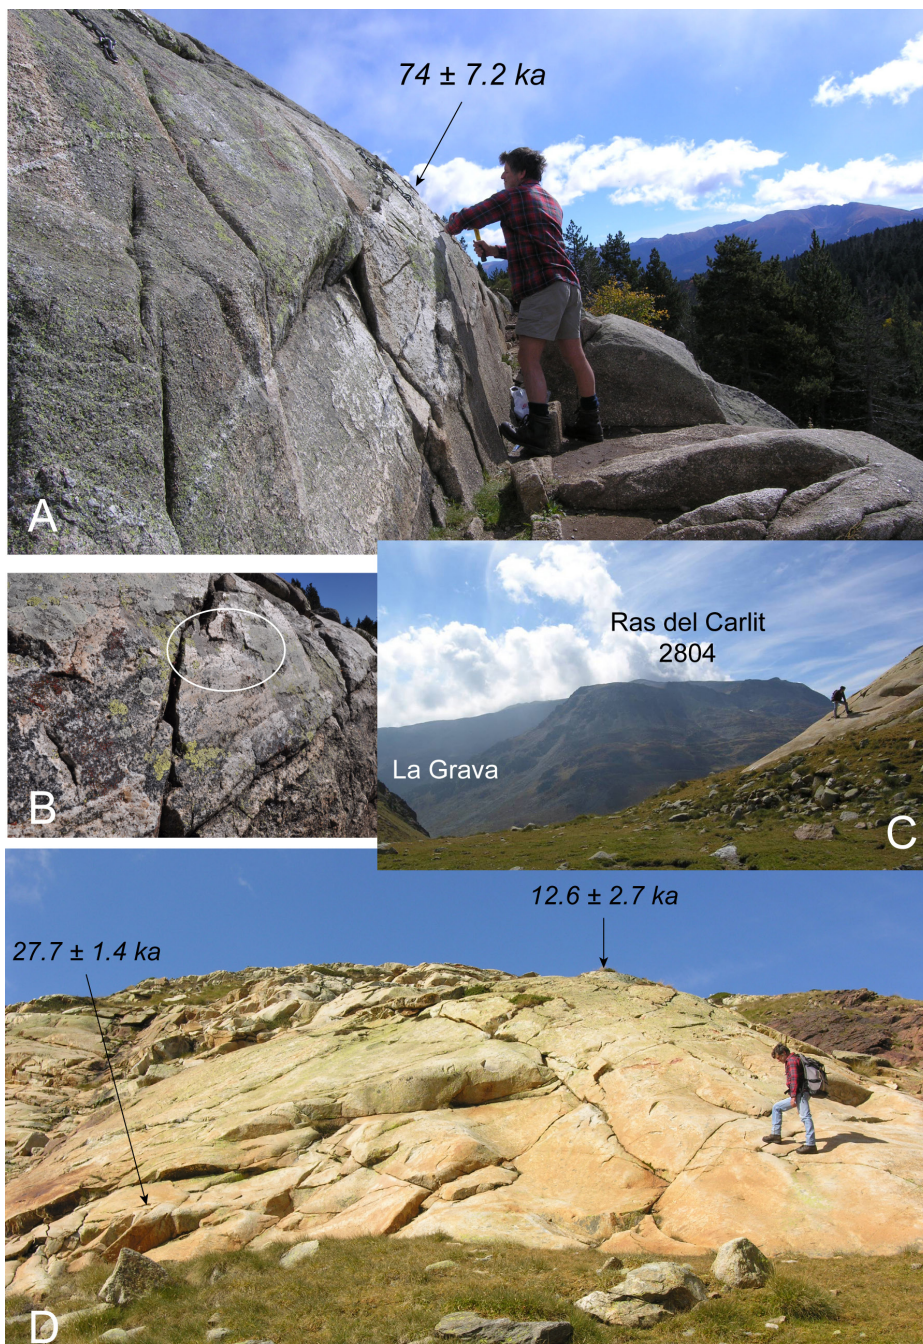 74 ± 7.2 ka
A
B
Ras del Carlit
2804
La Grava
C
12.6 ± 2.7 ka
27.7 ± 1.4 ka
D